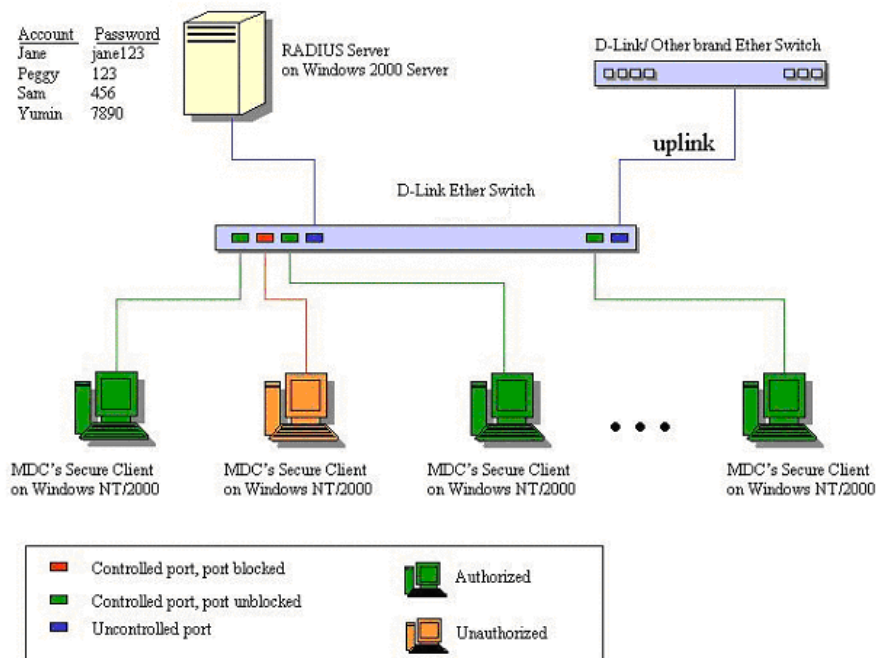 Account Password
Jane jane123
Peggy 123
Sam 456
Yumin 7890
RADIUS Server
on Windows 2000 Server
D-Link/ Other brand Ether Switch
uplink
D-Link Ether Switch
MDC's Secure Client
on Windows NT/2000
MDC's Secure Client
on Windows NT/2000
MDC's Secure Client
on Windows NT/2000
MDC's Secure Client
on Windows NT/2000
Controlled port, port blocked
Controlled port, port unblocked
Uncontrolled port
Authorized
Unauthorized